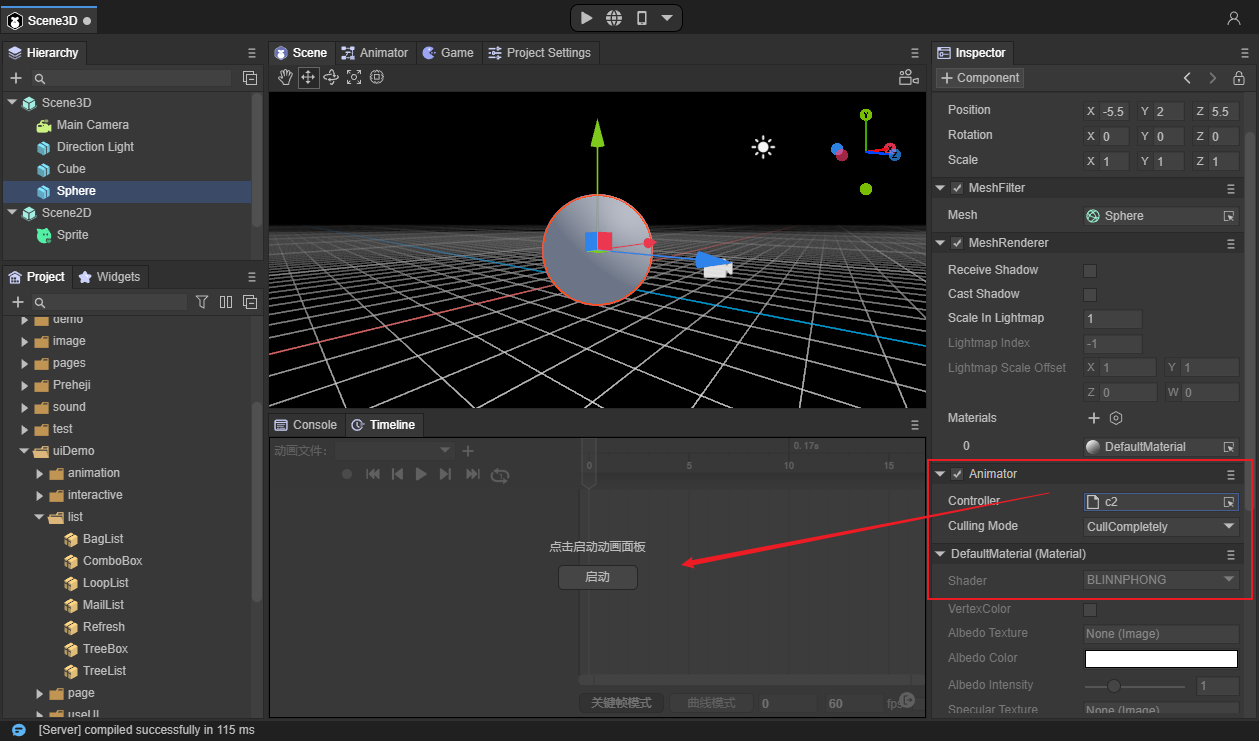 Scene3D
Hierarchy
Scene3D
Main Camera
Direction Light
Cube
Sphere
Scene2D
Sprite
Project
Widgets
demo
image
pages
Preheji
sound
test
uiDemo
animation
interactive
list
BagList
ComboBox
LoopList
MailList
Refresh
TreeBox
TreeList
page
useUI
Scene
Animator
Game
Project Settings
Y
X
Z
Console
Timeline
动画文件:
0.17s
0 5 10 15
点击启动动画面板
启动
关键帧模式
曲线模式
0
60
fps
Inspector
Component
Position X -5.5 Y 2 Z 5.5
Rotation X 0 Y 0 Z 0
Scale X 1 Y 1 Z 1
MeshFilter
Mesh Sphere
MeshRenderer
Receive Shadow
Cast Shadow
Scale In Lightmap 1
Lightmap Index -1
Lightmap Scale Offset X 1 Y 1
Z 0 W 0
Materials
0 DefaultMaterial
Animator
Controller c2
Culling Mode CullCompletely
DefaultMaterial (Material)
Shader BLINNPHONG
VertexColor
Albedo Texture None (Image)
Albedo Color
Albedo Intensity 1
Specular Texture None (Image)
[Server] compiled successfully in 115 ms